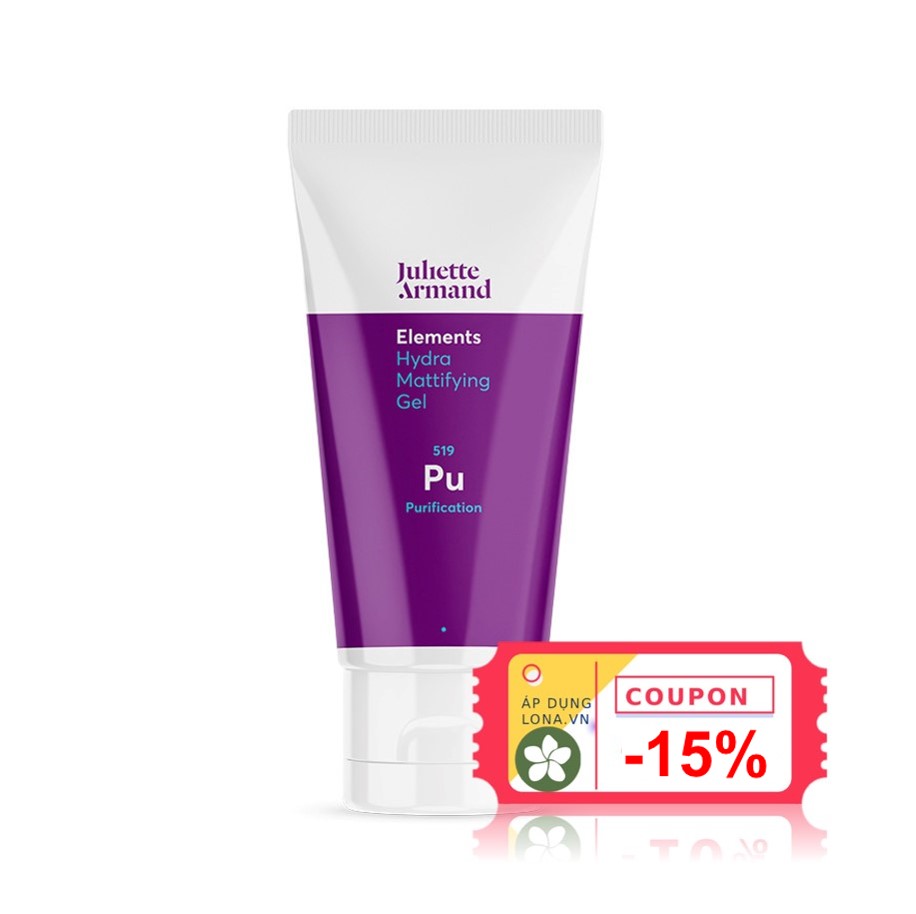 Juliette
Armand
Elements
Hydra
Mattifying
Gel
519
Pu
Purification
ÁP DỤNG
LONA.VN
COUPON
-15%